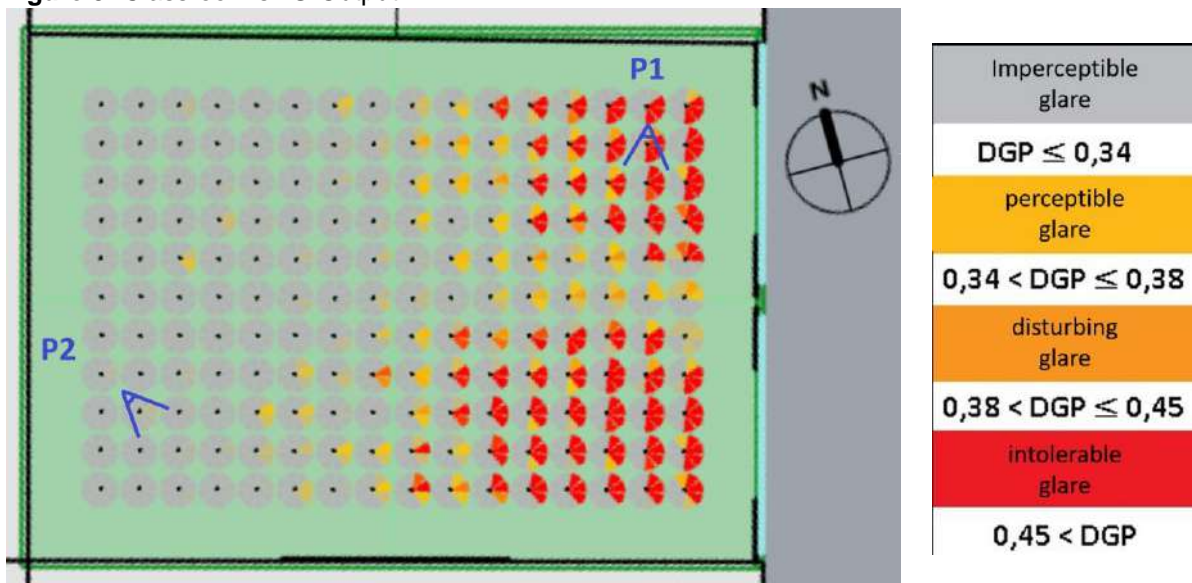 P1
P2
N
Imperceptible
glare
DGP ≤ 0,34
perceptible
glare
0,34 < DGP ≤ 0,38
disturbing
glare
0,38 < DGP ≤ 0,45
intolerable
glare
0,45 < DGP